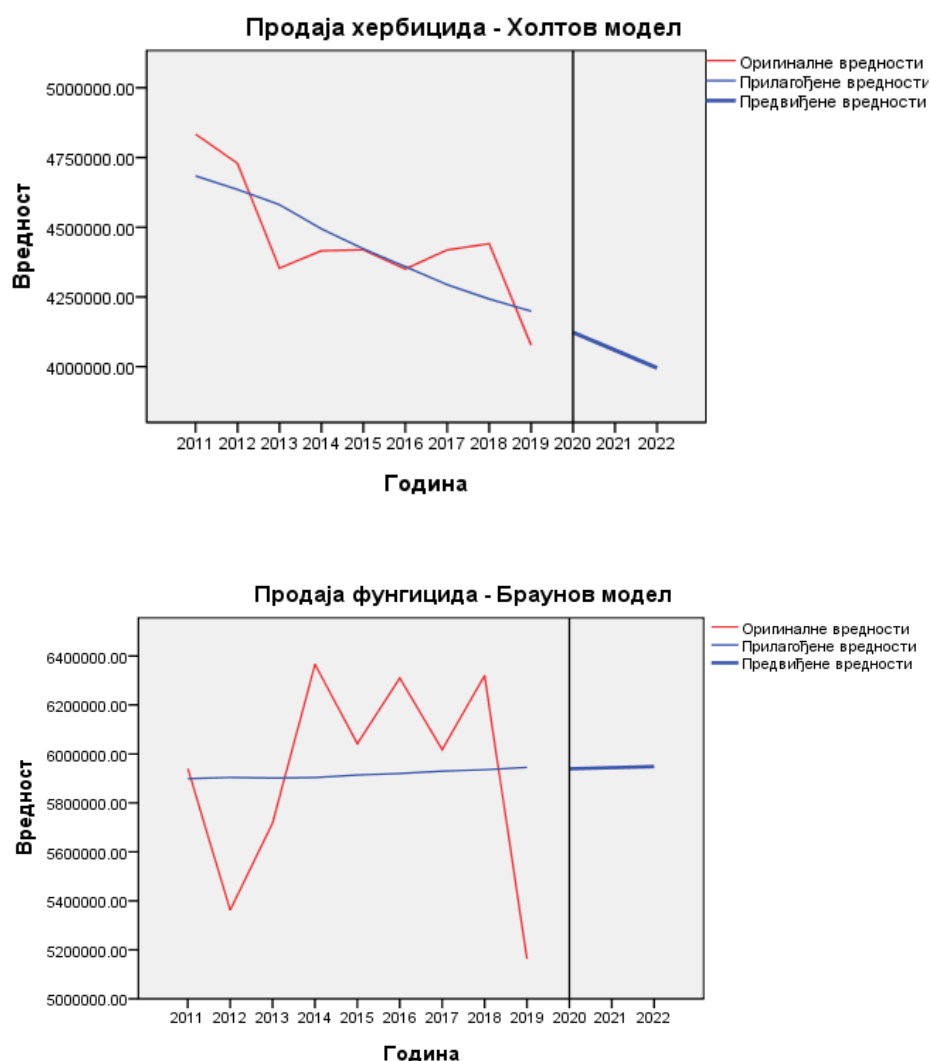 Продаја хербицида - Холтов модел
Оригиналне вредности
Прилагођене вредности
Предвиђене вредности
5000000.00
4750000.00
4500000.00
4250000.00
4000000.00
Вредност
2011 2012 2013 2014 2015 2016 2017 2018 2019 2020 2021 2022
Година
Продаја фунгицида - Браунов модел
Оригиналне вредности
Прилагођене вредности
Предвиђене вредности
6400000.00
6200000.00
6000000.00
5800000.00
5600000.00
5400000.00
5200000.00
5000000.00
Вредност
2011 2012 2013 2014 2015 2016 2017 2018 2019 2020 2021 2022
Година